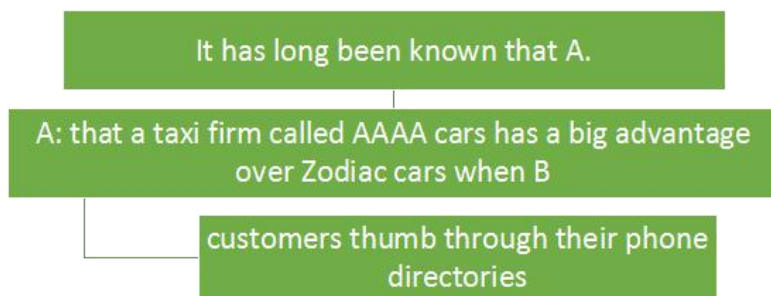 It has long been known that A.
A: that a taxi firm called AAAA cars has a big advantage
over Zodiac cars when B
customers thumb through their phone
directories